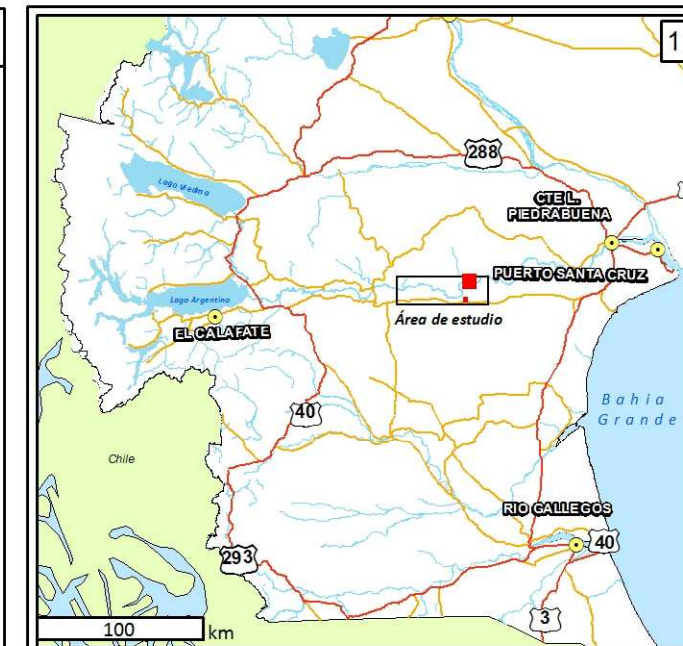 1
288
Lago Viedma
CTE L.
PIEDRABUENA
PUERTO SANTA CRUZ
Lago Argentino
Área de estudio
EL CALAFATE
40
Bahia
Grande
Chile
RIO GALLEGOS
40
293
3
100 km